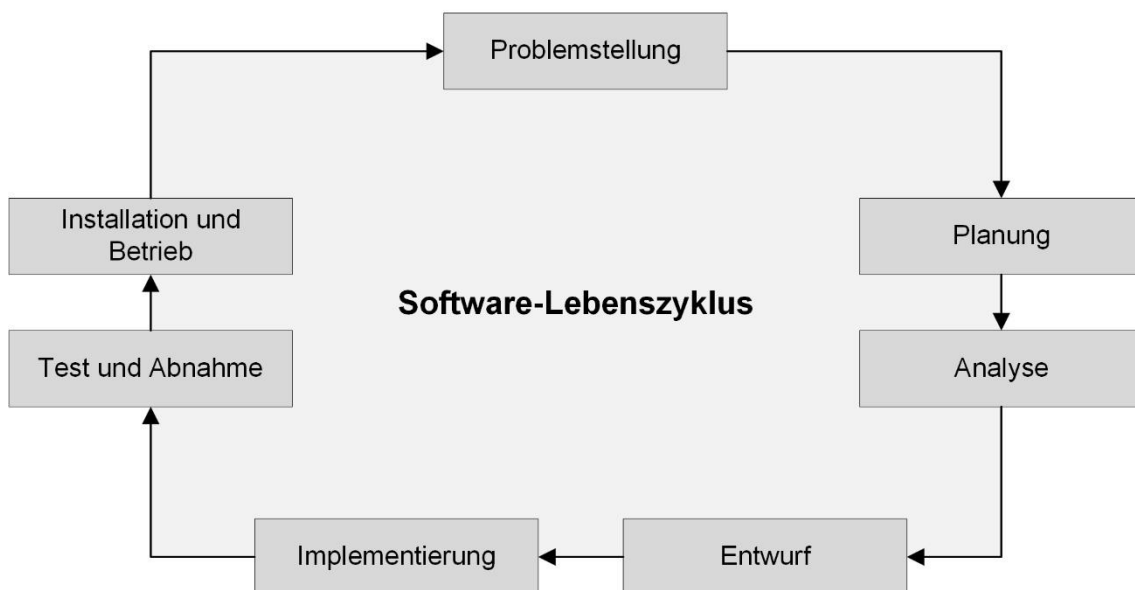 Problemstellung
Installation und
Betrieb
Planung
Software-Lebenszyklus
Test und Abnahme
Analyse
Implementierung
Entwurf